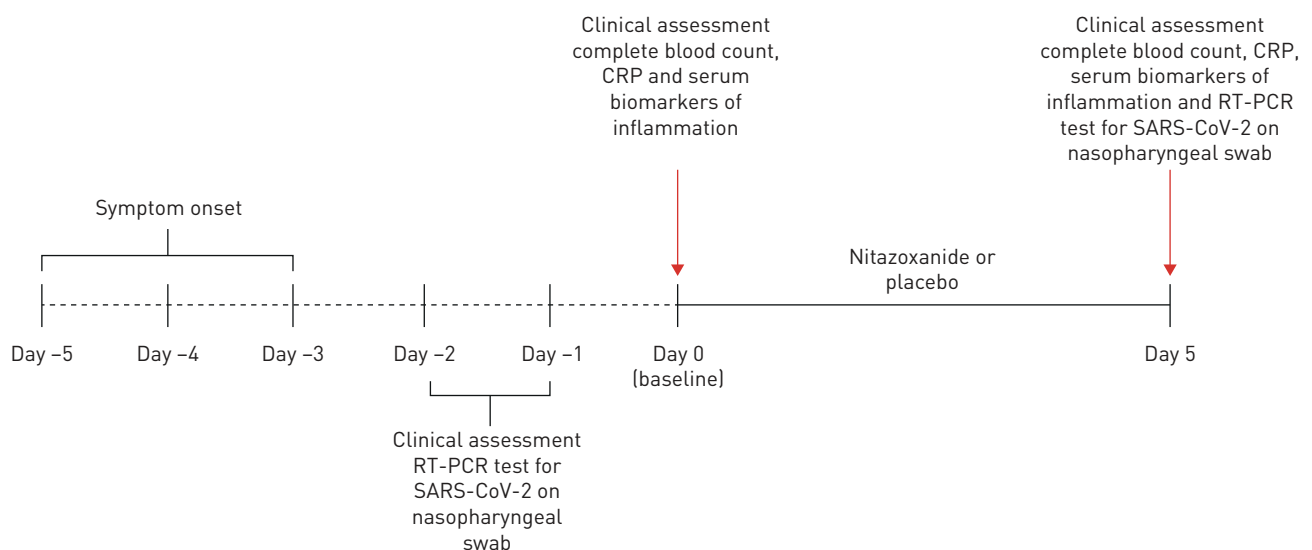 Clinical assessment
complete blood count,
CRP and serum
biomarkers of
inflammation
Clinical assessment
complete blood count, CRP,
serum biomarkers of
inflammation and RT-PCR
test for SARS-CoV-2 on
nasopharyngeal swab
Symptom onset
Nitazoxanide or
placebo
Day –5
Day –4
Day –3
Day –2
Day –1
Day 0
(baseline)
Day 5
Clinical assessment
RT-PCR test for
SARS-CoV-2 on
nasopharyngeal
swab